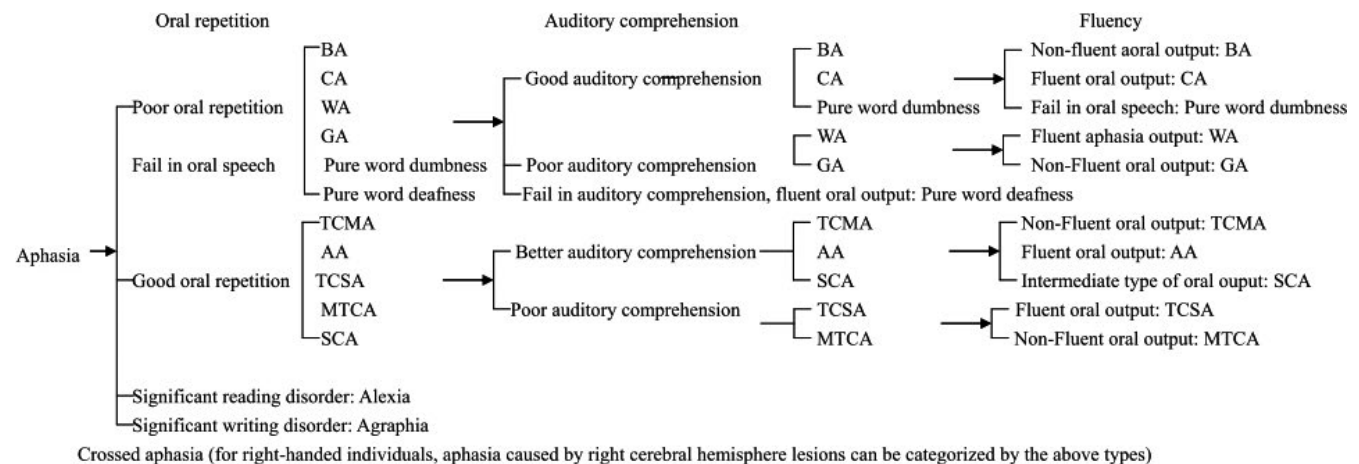 Oral repetition Auditory comprehension Fluency
BA BA Non-fluent aoral output: BA
CA Good auditory comprehension CA Fluent oral output: CA
Poor oral repetition WA Pure word dumbness Fail in oral speech: Pure word dumbness
GA WA Fluent aphasia output: WA
Fail in oral speech Pure word dumbness Poor auditory comprehension GA Non-Fluent oral output: GA
Pure word deafness Fail in auditory comprehension, fluent oral output: Pure word deafness
TCMA TCMA Non-Fluent oral output: TCMA
Aphasia AA Better auditory comprehension AA Fluent oral output: AA
Good oral repetition TCSA SCA Intermediate type of oral ouput: SCA
MTCA Poor auditory comprehension TCSA Fluent oral output: TCSA
SCA MTCA Non-Fluent oral output: MTCA
Significant reading disorder: Alexia
Significant writing disorder: Agraphia
Crossed aphasia (for right-handed individuals, aphasia caused by right cerebral hemisphere lesions can be categorized by the above types)